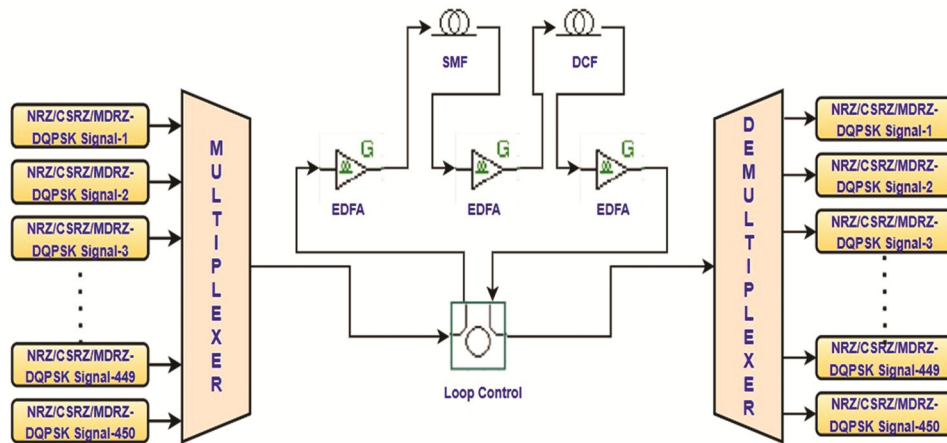 NRZ/CSRZ/MDRZ-
DQPSK Signal-1
NRZ/CSRZ/MDRZ-
DQPSK Signal-2
NRZ/CSRZ/MDRZ-
DQPSK Signal-3
NRZ/CSRZ/MDRZ-
DQPSK Signal-449
NRZ/CSRZ/MDRZ-
DQPSK Signal-450
MULTIPLEXER
SMF
DCF
G
EDFA
G
EDFA
G
EDFA
Loop Control
DEMULTIPLEXER
NRZ/CSRZ/MDRZ-
DQPSK Signal-1
NRZ/CSRZ/MDRZ-
DQPSK Signal-2
NRZ/CSRZ/MDRZ-
DQPSK Signal-3
NRZ/CSRZ/MDRZ-
DQPSK Signal-449
NRZ/CSRZ/MDRZ-
DQPSK Signal-450